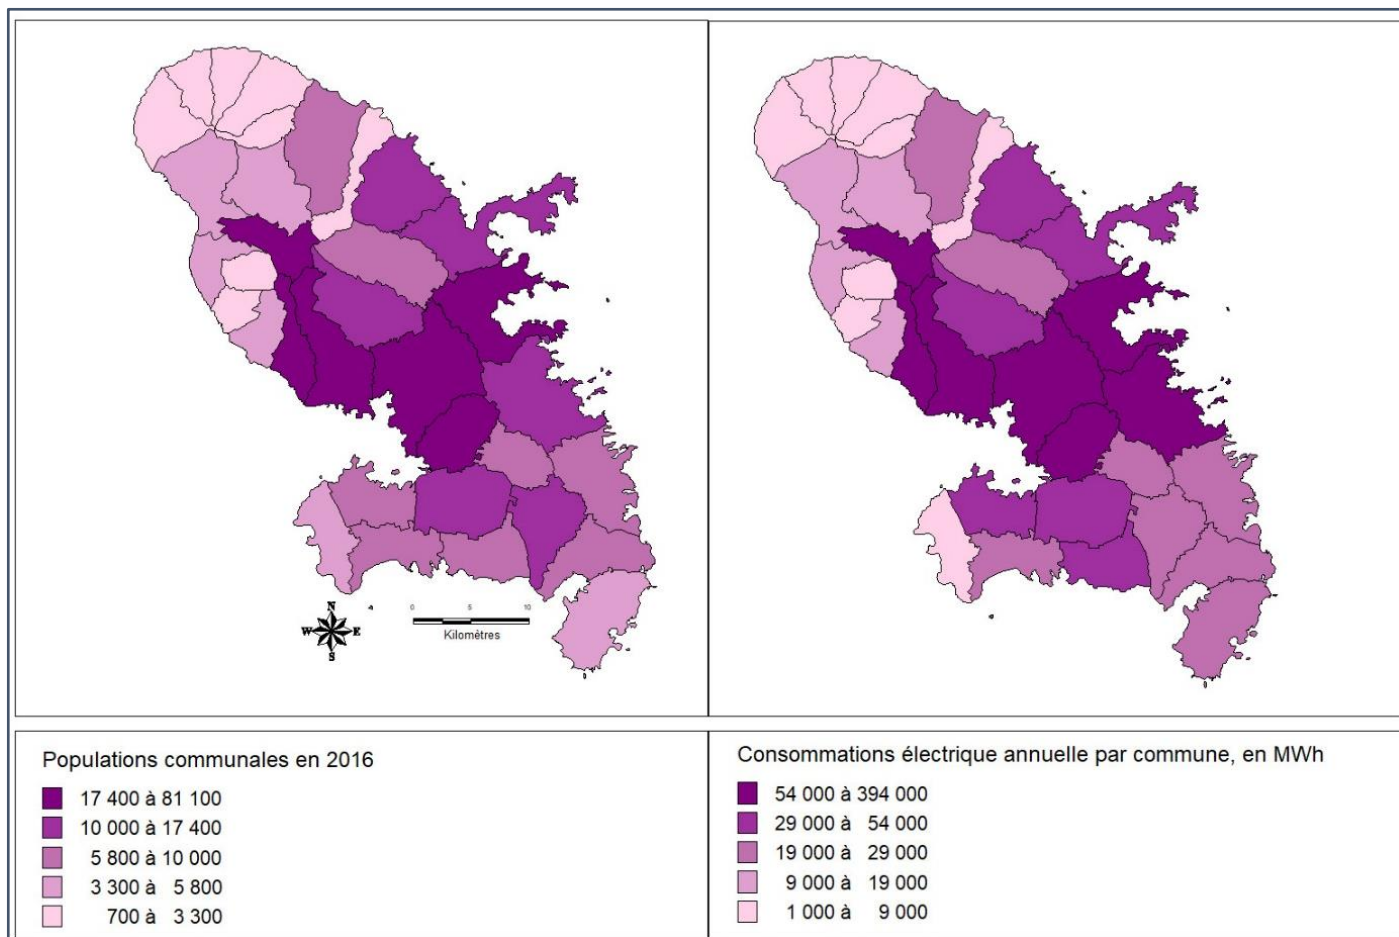 N
W E
S
0 5 10
Kilomètres
Populations communales en 2016
17 400 à 81 100
10 000 à 17 400
5 800 à 10 000
3 300 à 5 800
700 à 3 300
Consommations électrique annuelle par commune, en MWh
54 000 à 394 000
29 000 à 54 000
19 000 à 29 000
9 000 à 19 000
1 000 à 9 000